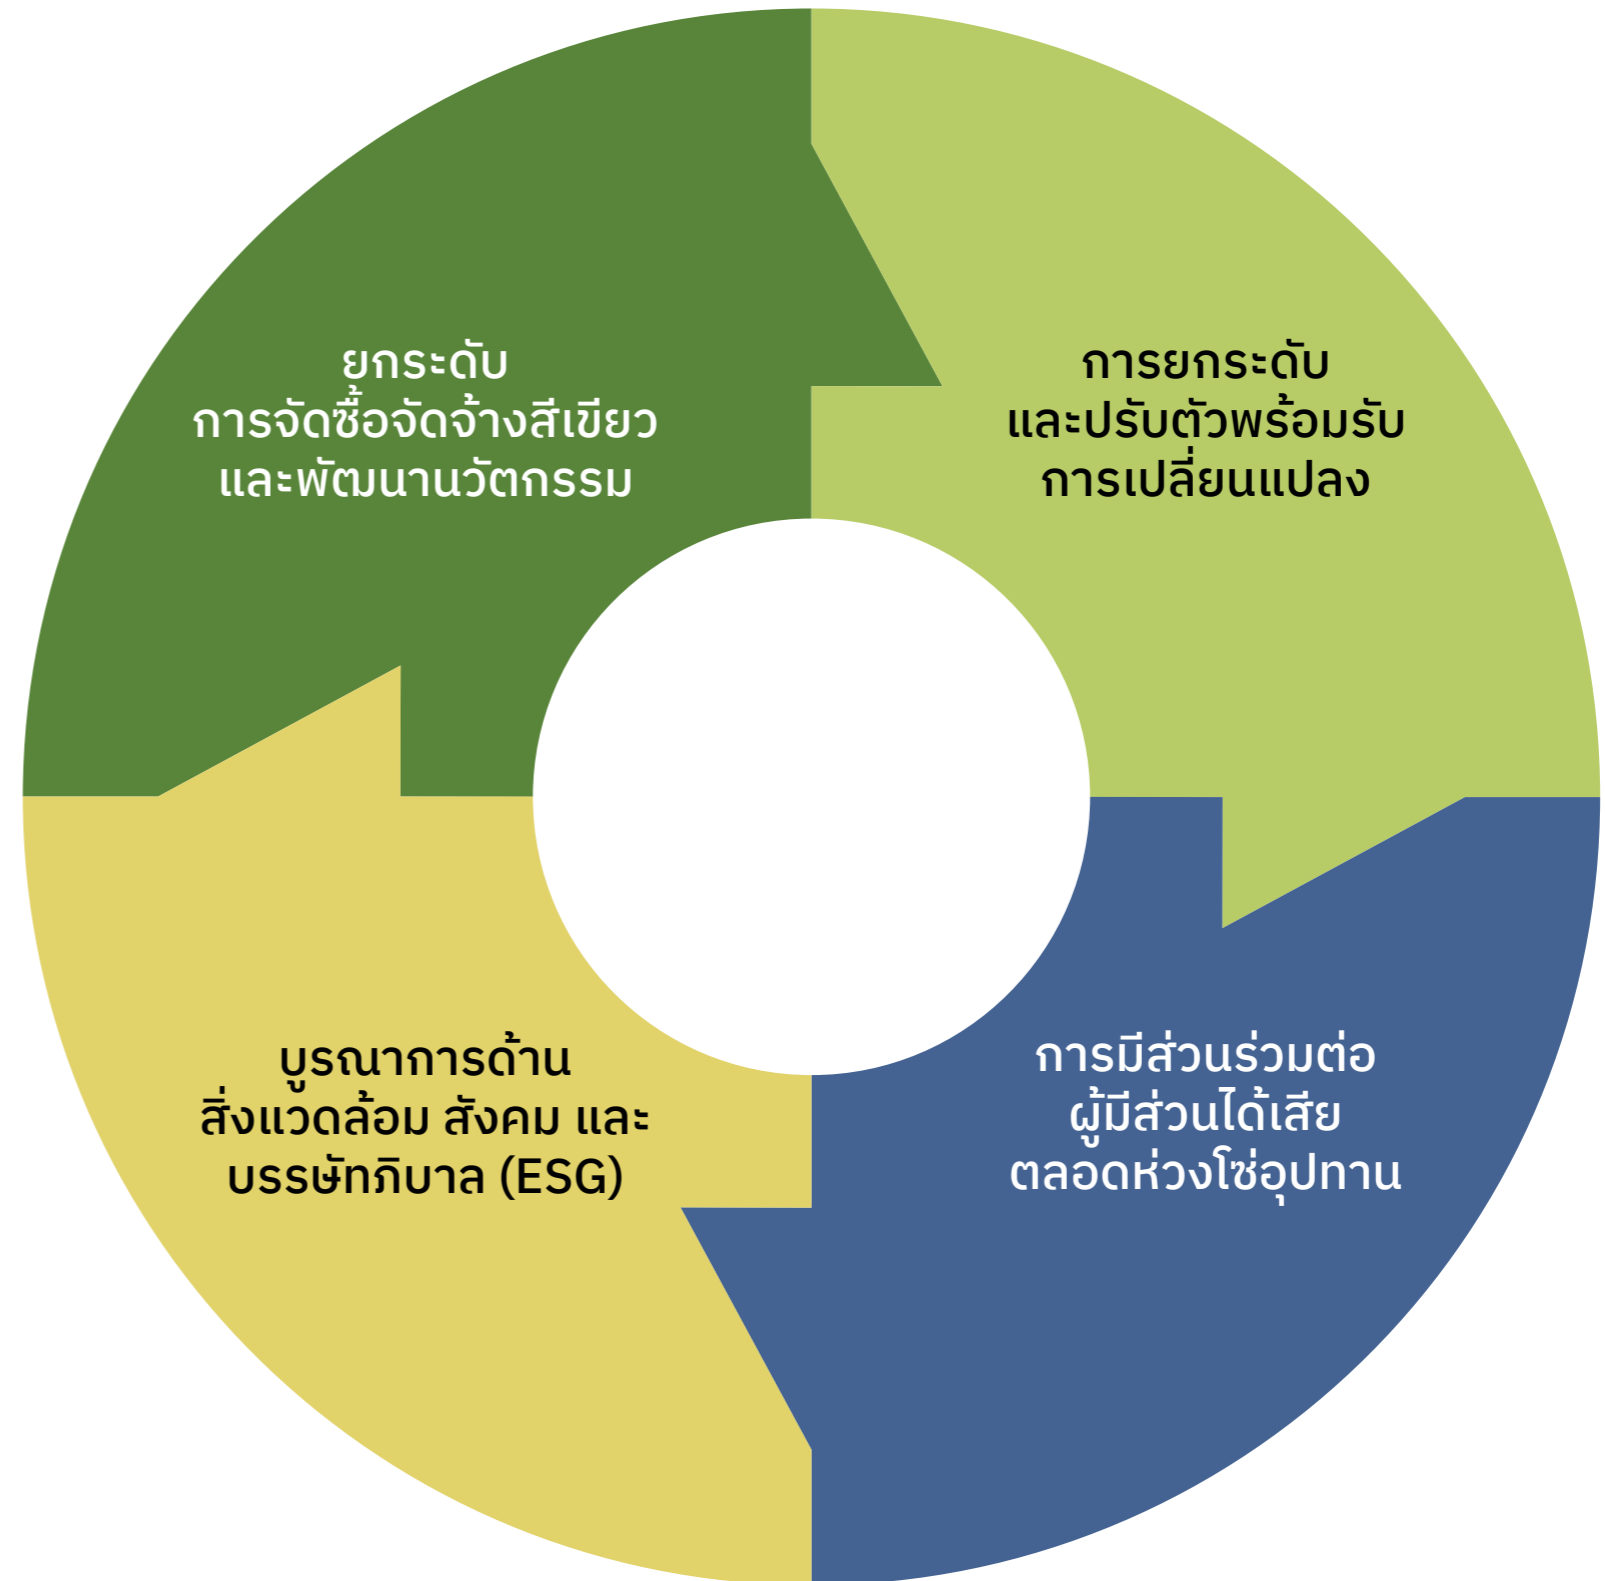 ยกระดับ
การจัดซื้อจัดจ้างสีเขียว
และพัฒนานวัตกรรม
การยกระดับ
และปรับตัวพร้อมรับ
การเปลี่ยนแปลง
บูรณาการด้าน
สิ่งแวดล้อม สังคม และ
บรรษัทภิบาล (ESG)
การมีส่วนร่วมต่อ
ผู้มีส่วนได้เสีย
ตลอดห่วงโซ่อุปทาน